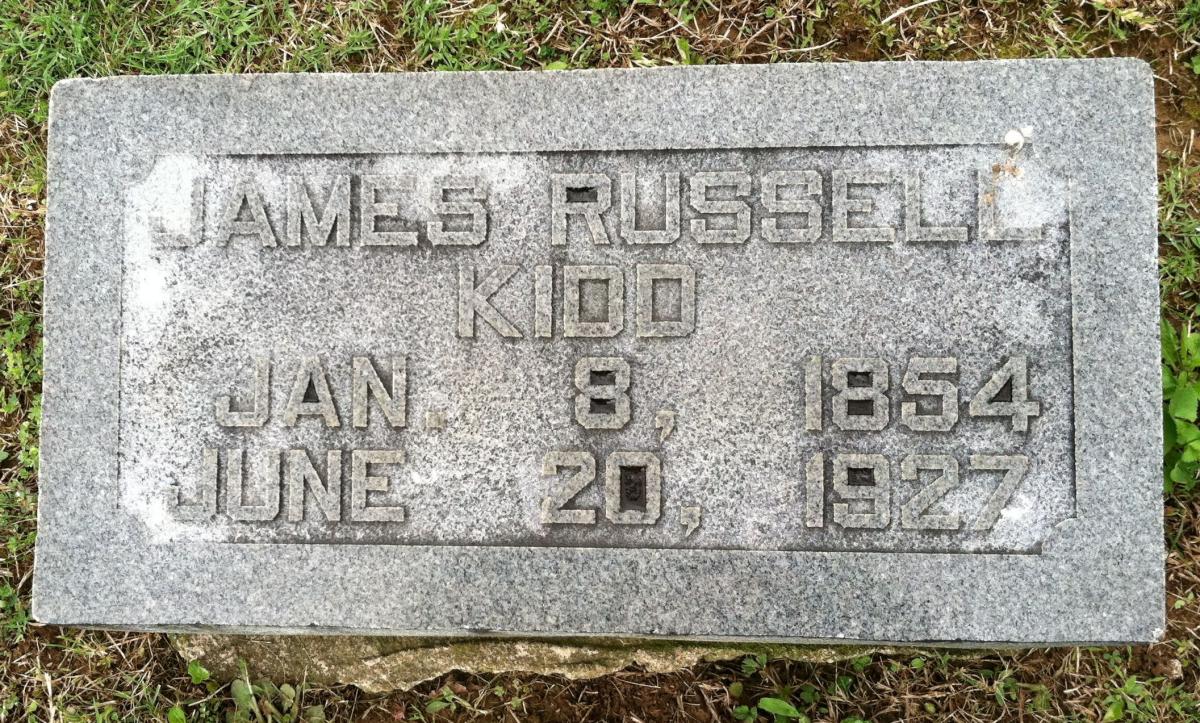 JAMES RUSSELL
KIDD
JAN. 8, 1854
JUNE 20, 1927